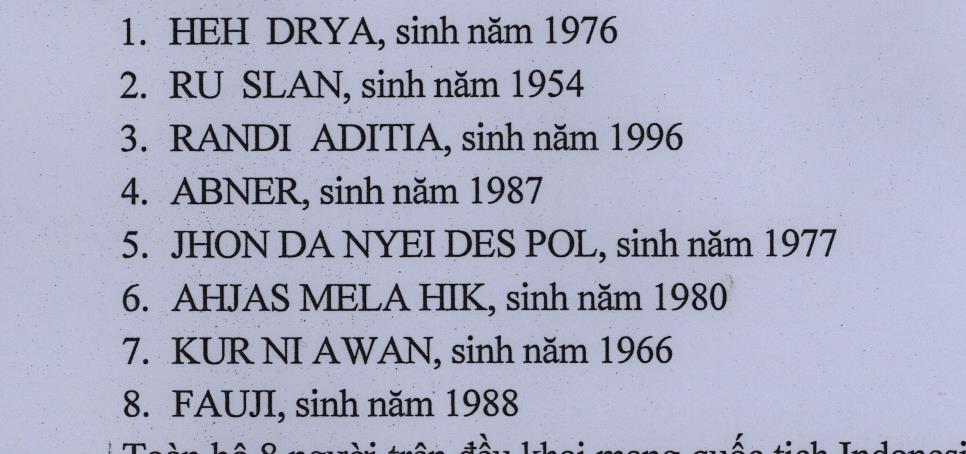 1. HEH DRYA, sinh năm 1976
2. RU SLAN, sinh năm 1954
3. RANDI ADITIA, sinh năm 1996
4. ABNER, sinh năm 1987
5. JHON DA NYEI DES POL, sinh năm 1977
6. AHJAS MELA HIK, sinh năm 1980
7. KUR NI AWAN, sinh năm 1966
8. FAUJI, sinh năm 1988
Toàn bộ 8 người trên đều khai mang quốc tịch